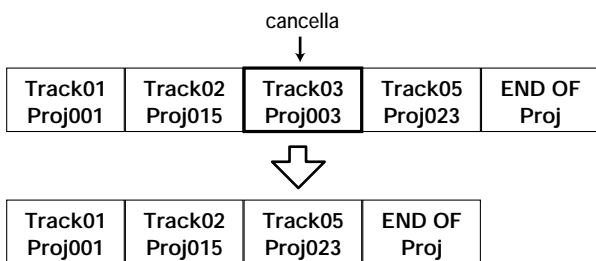 cancella
Track01 Track02 Track03 Track05 END OF
Proj001 Proj015 Proj003 Proj023 Proj
Track01 Track02 Track05 END OF
Proj001 Proj015 Proj023 Proj